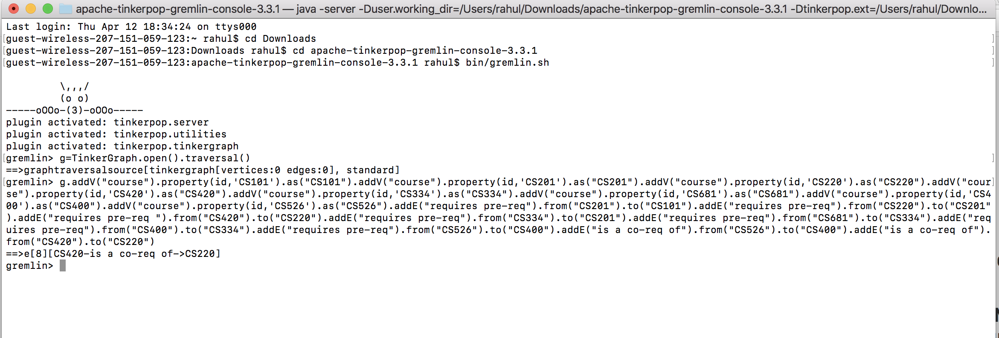 apache-tinkerpop-gremlin-console-3.3.1 — java -server -Duser.working_dir=/Users/rahul/Downloads/apache-tinkerpop-gremlin-console-3.3.1 -Dtinkerpop.ext=/Users/rahul/Downlo...
Last login: Thu Apr 12 18:34:24 on ttys000
[guest-wireless-207-151-059-123:~ rahul$ cd Downloads ]
[guest-wireless-207-151-059-123:Downloads rahul$ cd apache-tinkerpop-gremlin-console-3.3.1 ]
[guest-wireless-207-151-059-123:apache-tinkerpop-gremlin-console-3.3.1 rahul$ bin/gremlin.sh ]
\,,,/
(o o)
-----oOOo-(3)-oOOo-----
plugin activated: tinkerpop.server
plugin activated: tinkerpop.utilities
plugin activated: tinkerpop.tinkergraph
[gremlin> g=TinkerGraph.open().traversal() ]
==>graphtraversalsource[tinkergraph[vertices:0 edges:0], standard]
[gremlin> g.addV("course").property(id,'CS101').as("CS101").addV("course").property(id,'CS201').as("CS201").addV("course").property(id,'CS220').as("CS220").addV("cour]
se").property(id,'CS420').as("CS420").addV("course").property(id,'CS334').as("CS334").addV("course").property(id,'CS681').as("CS681").addV("course").property(id,'CS4
00').as("CS400").addV("course").property(id,'CS526').as("CS526").addE("requires pre-req").from("CS201").to("CS101").addE("requires pre-req").from("CS220").to("CS201"
).addE("requires pre-req ").from("CS420").to("CS220").addE("requires pre-req").from("CS334").to("CS201").addE("requires pre-req").from("CS681").to("CS334").addE("req
uires pre-req").from("CS400").to("CS334").addE("requires pre-req").from("CS526").to("CS400").addE("is a co-req of").from("CS526").to("CS400").addE("is a co-req of").
from("CS420").to("CS220")
==>e[8][CS420-is a co-req of->CS220]
gremlin>